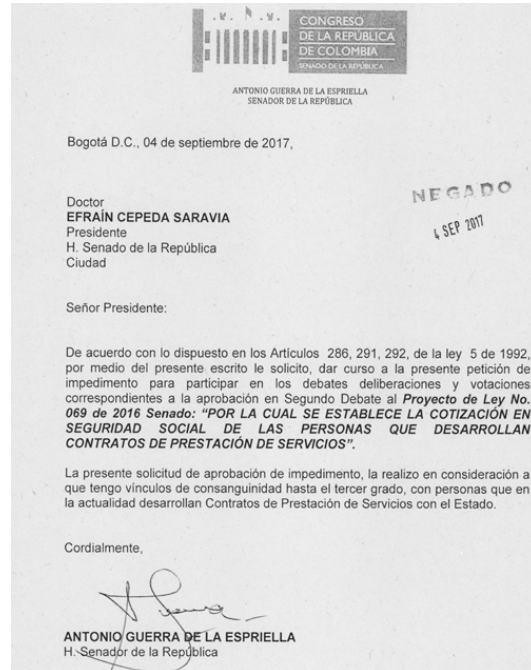 CONGRESO
DE LA REPÚBLICA
DE COLOMBIA
SENADO DE LA REPÚBLICA
ANTONIO GUERRA DE LA ESPRIELLA
SENADOR DE LA REPÚBLICA
Bogotá D.C., 04 de septiembre de 2017,
NEGADO
4 SEP 2017
Doctor
EFRAÍN CEPEDA SARAVIA
Presidente
H. Senado de la República
Ciudad
Señor Presidente:
De acuerdo con lo dispuesto en los Artículos 286, 291, 292, de la ley 5 de 1992,
por medio del presente escrito le solicito, dar curso a la presente petición de
impedimento para participar en los debates deliberaciones y votaciones
correspondientes a la aprobación en Segundo Debate al Proyecto de Ley No.
069 de 2016 Senado: “POR LA CUAL SE ESTABLECE LA COTIZACIÓN EN
SEGURIDAD SOCIAL DE LAS PERSONAS QUE DESARROLLAN
CONTRATOS DE PRESTACIÓN DE SERVICIOS”.
La presente solicitud de aprobación de impedimento, la realizo en consideración a
que tengo vínculos de consanguinidad hasta el tercer grado, con personas que en
la actualidad desarrollan Contratos de Prestación de Servicios con el Estado.
Cordialmente,
ANTONIO GUERRA DE LA ESPRIELLA
H. Senador de la República